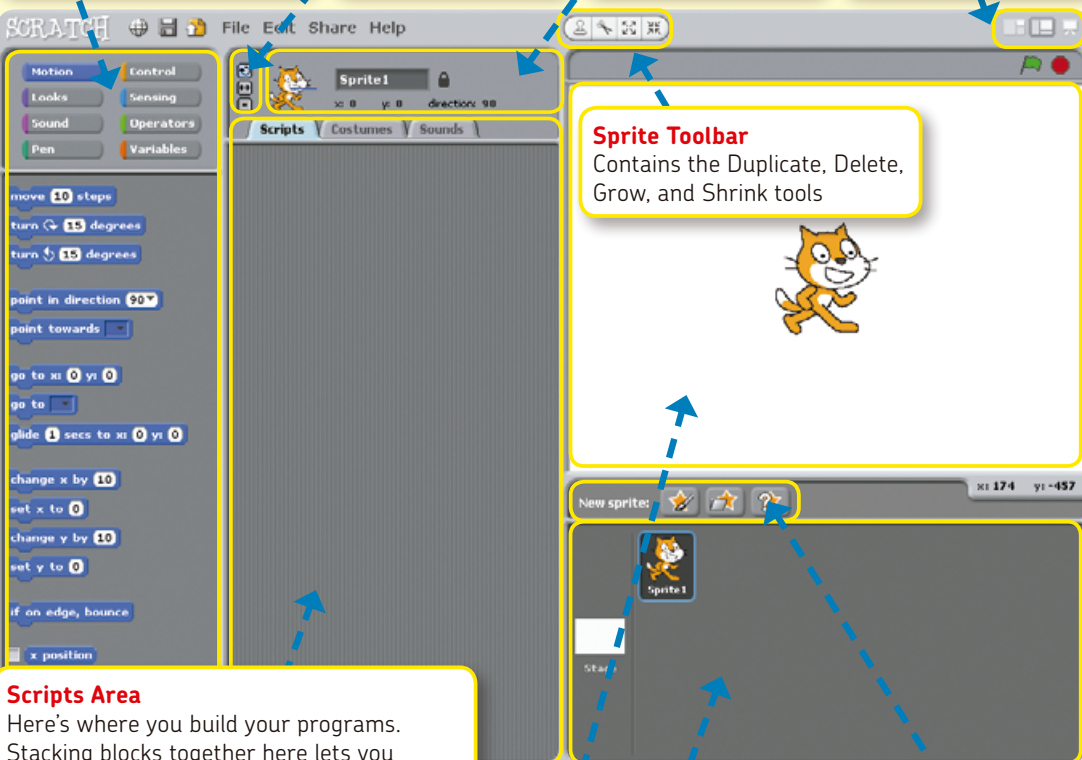 SCRATCH File Edit Share Help
Motion Control
Looks Sensing
Sound Operators
Pen Variables
move 10 steps
turn 15 degrees
turn 15 degrees
point in direction 90
point towards
go to x: 0 y: 0
go to
glide 1 secs to x: 0 y: 0
change x by 10
set x to 0
change y by 10
set y to 0
if on edge, bounce
x position
Sprite1
x: 0 y: 0 direction: 90
Scripts Costumes Sounds
Sprite Toolbar
Contains the Duplicate, Delete,
Grow, and Shrink tools
x: 174 y: -457
New sprite:
Sprite1
Stage
Scripts Area
Here's where you build your programs.
Stacking blocks together here lets you